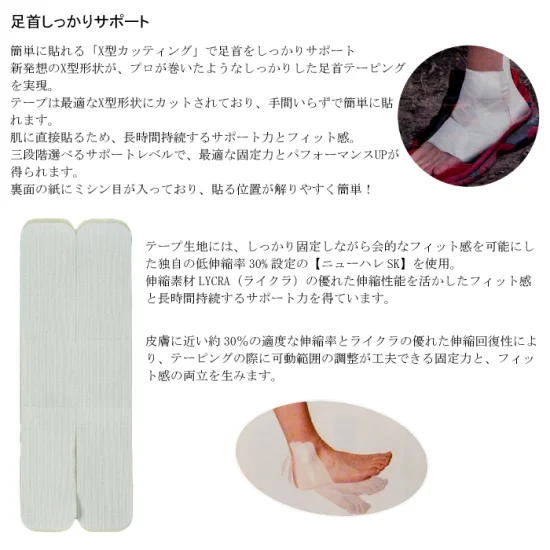 足首しっかりサポート
簡単に貼れる「X型カッティング」で足首をしっかりサポート
新発想のX型形状が、プロが巻いたようなしっかりした足首テーピング
を実現。
テープは最適なX型形状にカットされており、手間いらずで簡単に貼
れます。
肌に直接貼るため、長時間持続するサポート力とフィット感。
三段階選べるサポートレベルで、最適な固定力とパフォーマンスUPが
得られます。
裏面の紙にミシン目が入っており、貼る位置が解りやすく簡単！
テープ生地には、しっかり固定しながら会的なフィット感を可能にし
た独自の低伸縮率30%設定の【ニューハレSK】を使用。
伸縮素材LYCRA（ライクラ）の優れた伸縮性能を活かしたフィット感
と長時間持続するサポート力を得ています。
皮膚に近い約30％の適度な伸縮率とライクラの優れた伸縮回復性によ
り、テーピングの際に可動範囲の調整が工夫できる固定力と、フィッ
ト感の両立を生みます。